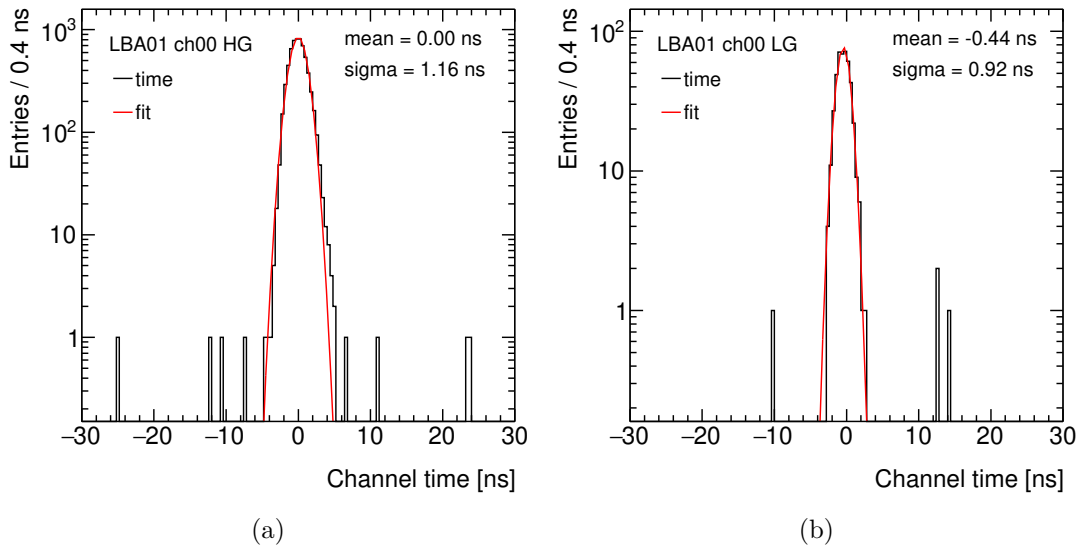 LBA01 ch00 HG
mean = 0.00 ns
sigma = 1.16 ns
time
fit
Entries / 0.4 ns
10³
10²
10
1
−30 −20 −10 0 10 20 30
Channel time [ns]
(a)
LBA01 ch00 LG
mean = -0.44 ns
sigma = 0.92 ns
time
fit
Entries / 0.4 ns
10²
10
1
−30 −20 −10 0 10 20 30
Channel time [ns]
(b)